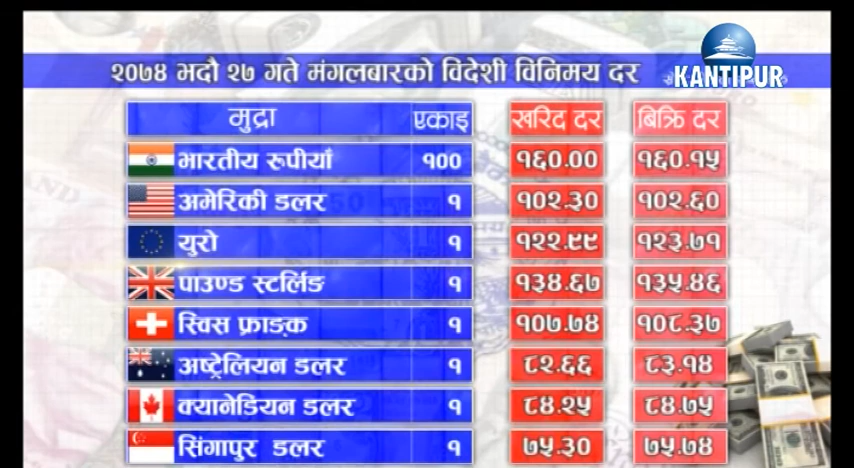 KANTIPUR
२०७४ भदौ २७ गते मंगलबारको विदेशी विनिमय दर
मुद्रा एकाइ खरिद दर बिक्रि दर
भारतीय रूपीयाँ १०० १६०.०० १६०.१५
अमेरिकी डलर १ १०२.३० १०२.६०
युरो १ १२२.९९ १२३.७१
पाउण्ड स्टर्लिङ १ १३४.६७ १३५.४६
स्विस फ्राङ्क १ १०७.७४ १०८.३७
अष्ट्रेलियन डलर १ ८२.६६ ८३.१४
क्यानेडियन डलर १ ८४.२५ ८४.७५
सिंगापुर डलर १ ७५.३० ७५.७४